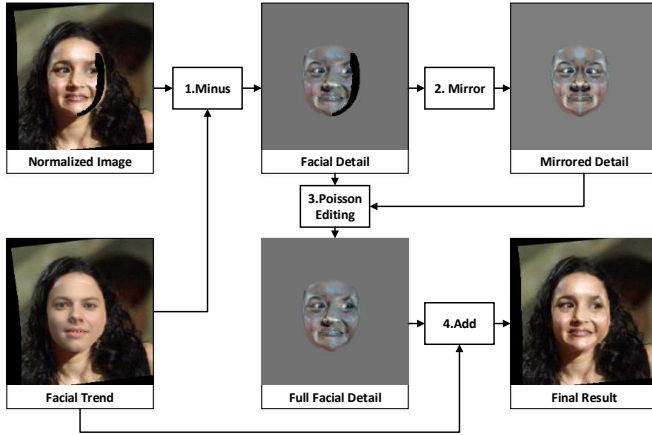 1.Minus
2. Mirror
Normalized Image
Facial Detail
Mirrored Detail
3.Poisson
Editing
4.Add
Facial Trend
Full Facial Detail
Final Result